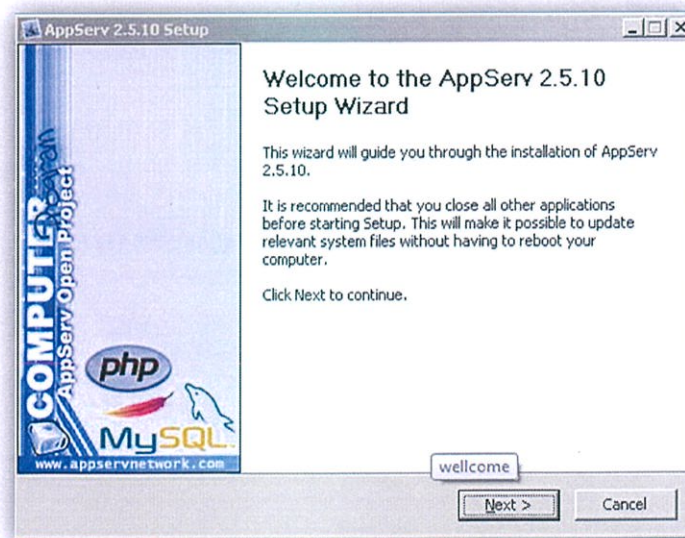 AppServ 2.5.10 Setup
Welcome to the AppServ 2.5.10
Setup Wizard
This wizard will guide you through the installation of AppServ
2.5.10.
It is recommended that you close all other applications
before starting Setup. This will make it possible to update
relevant system files without having to reboot your
computer.
Click Next to continue.
COMPUTER
AppServ Open Project
php
MySQL
www.appservnetwork.com
wellcome
Next >
Cancel